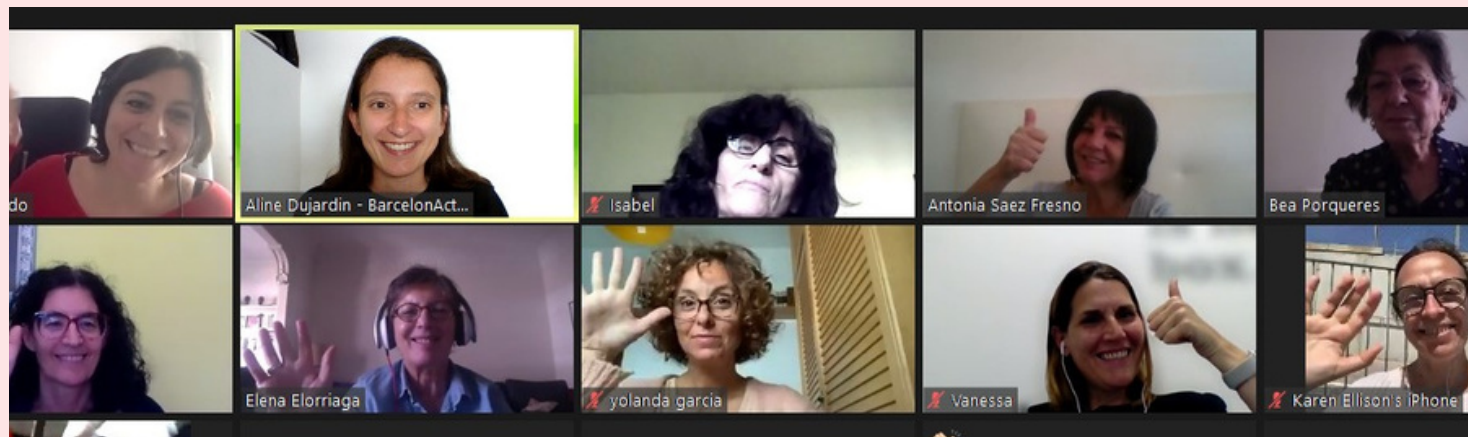 do
Aline Dujardin - BarcelonAct...
Isabel
Antonia Saez Fresno
Bea Porqueres
Elena Elorriaga
yolanda garcia
Vanessa
Karen Ellison's iPhone